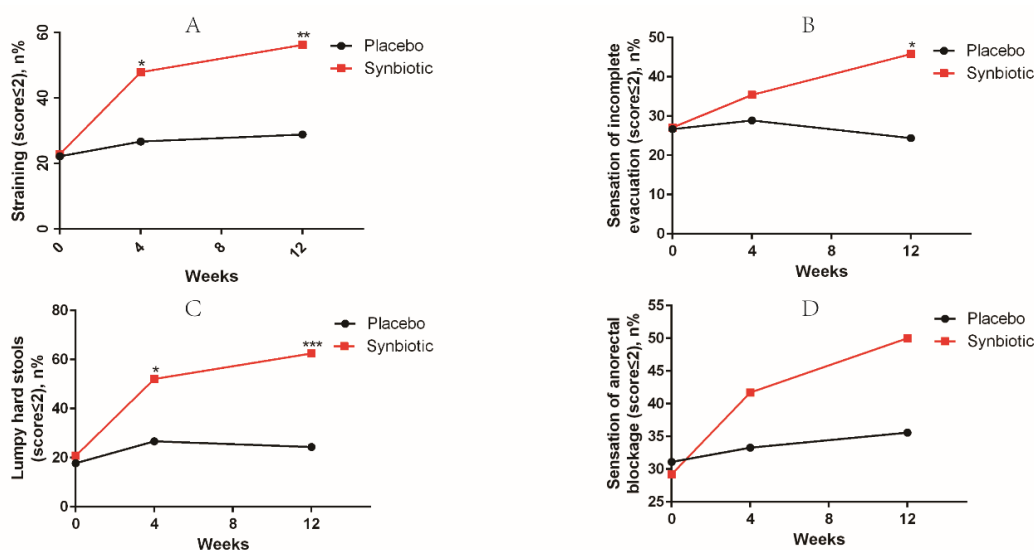 A
Straining (score≤2), n%
60
40
20
0
*
**
Placebo
Synbiotic
0
4
8
12
Weeks
B
Sensation of incomplete
evacuation (score≤2), n%
50
40
30
20
10
0
*
Placebo
Synbiotic
0
4
8
12
Weeks
C
Lumpy hard stools
(score≤2), n%
80
60
40
20
0
*
***
Placebo
Synbiotic
0
4
8
12
Weeks
D
Sensation of anorectal
blockage (score≤2), n%
55
50
45
40
35
30
25
Placebo
Synbiotic
0
4
8
12
Weeks